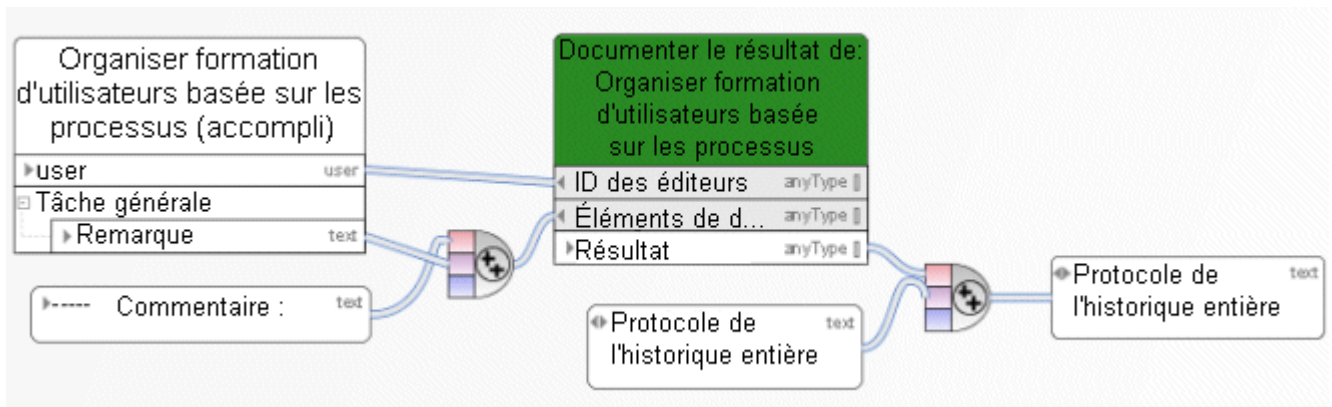 Organiser formation
d'utilisateurs basée sur les
processus (accompli)
user user
Tâche générale
Remarque text
----- Commentaire : text
Documenter le résultat de:
Organiser formation
d'utilisateurs basée
sur les processus
ID des éditeurs anyType []
Éléments de d... anyType []
Résultat anyType []
Protocole de text
l'historique entière
Protocole de text
l'historique entière